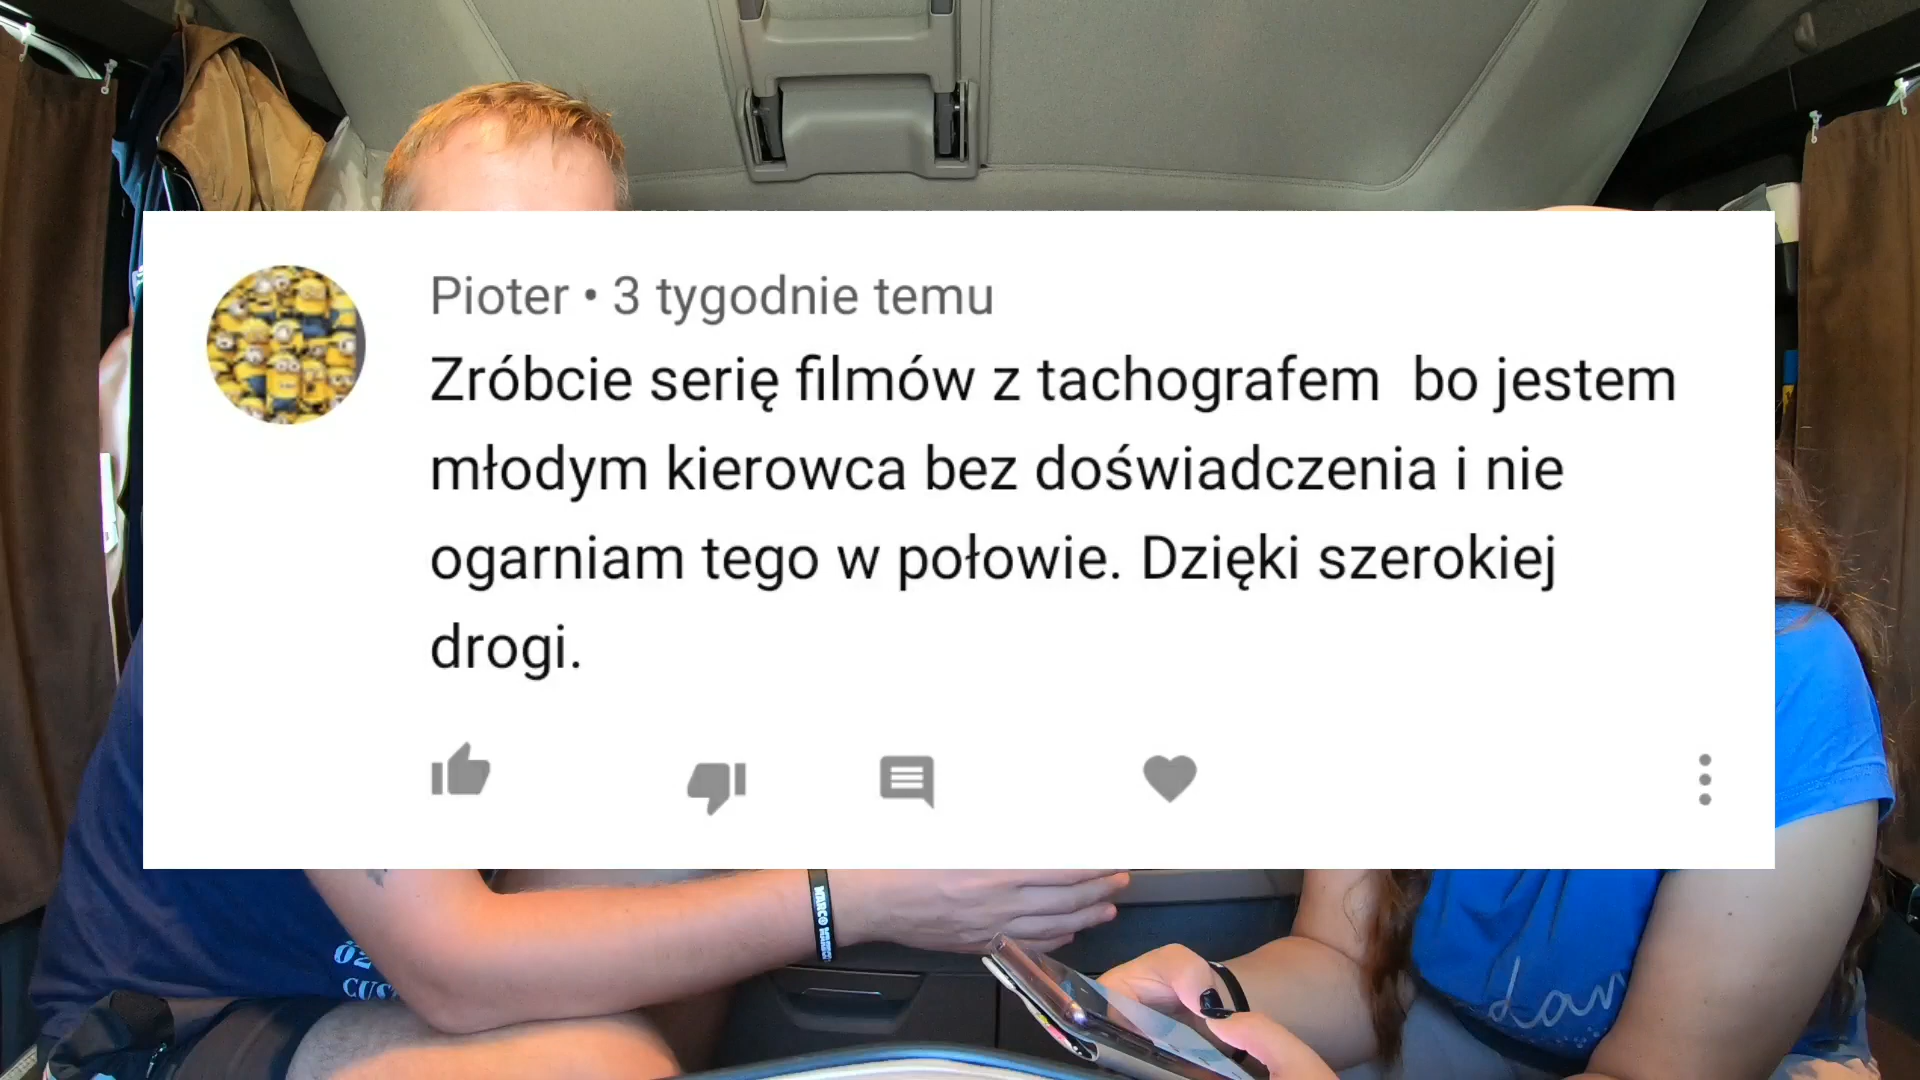 Pioter • 3 tygodnie temu
Zróbcie serię filmów z tachografem bo jestem
młodym kierowca bez doświadczenia i nie
ogarniam tego w połowie. Dzięki szerokiej
drogi.